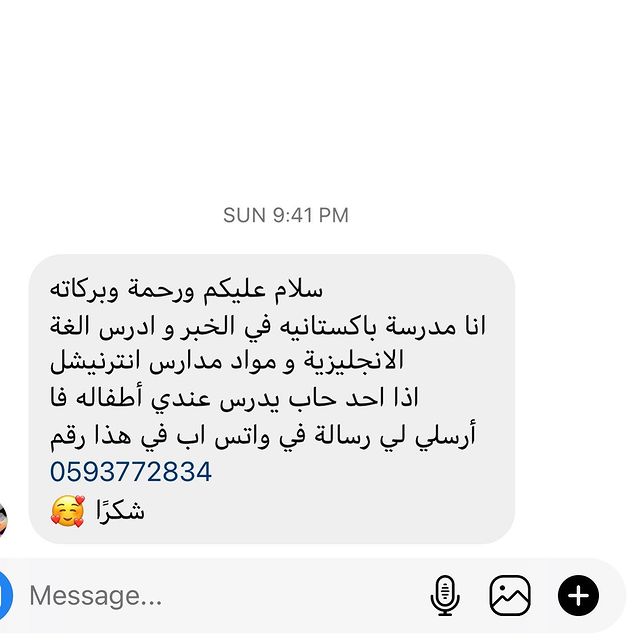 SUN 9:41 PM
سلام عليكم ورحمة وبركاته
انا مدرسة باكستانيه في الخبر و ادرس الغة
الانجليزية و مواد مدارس انترنيشل
اذا احد حاب يدرس عندي أطفاله فا
أرسلي لي رسالة في واتس اب في هذا رقم
0593772834
شكرًا 🥰
Message...